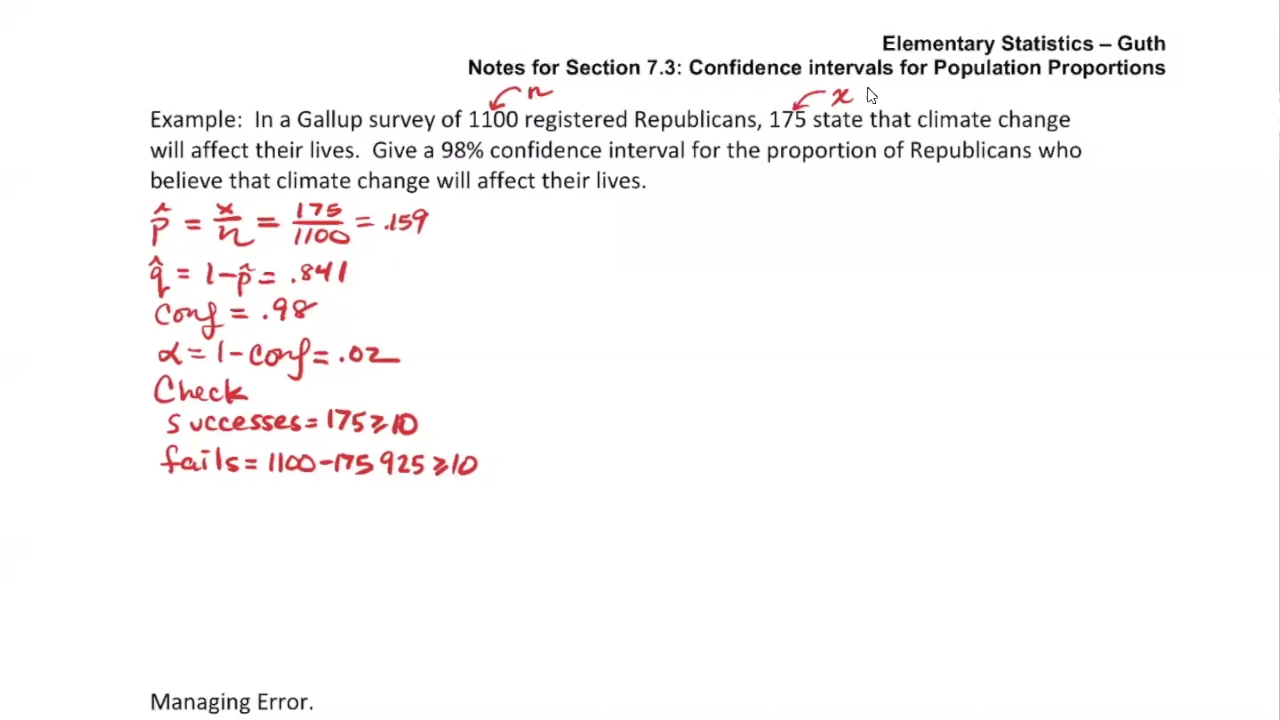 Elementary Statistics – Guth
Notes for Section 7.3: Confidence intervals for Population Proportions
n x
Example: In a Gallup survey of 1100 registered Republicans, 175 state that climate change
will affect their lives. Give a 98% confidence interval for the proportion of Republicans who
believe that climate change will affect their lives.
p̂ = x/n = 175/1100 = .159
q̂ = 1-p̂ = .841
Conf = .98
α = 1-Conf = .02
Check
successes = 175 ≥ 10
fails = 1100-175 925 ≥ 10
Managing Error.